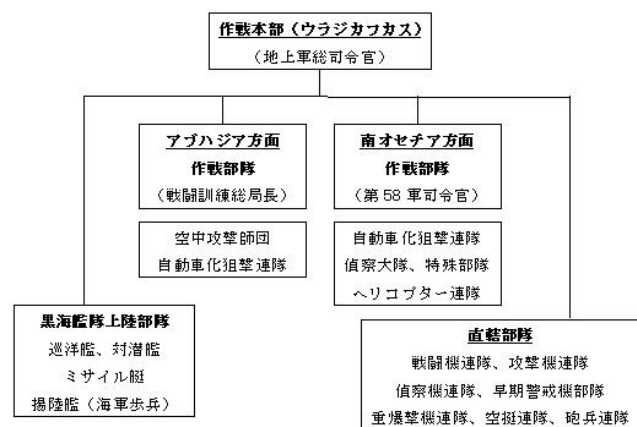 作戦本部（ウラジカフカス）
（地上軍総司令官）
アブハジア方面
作戦部隊
（戦闘訓練総局長）
空中攻撃師団
自動車化狙撃連隊
南オセチア方面
作戦部隊
（第58軍司令官）
自動車化狙撃連隊
偵察大隊、特殊部隊
ヘリコプター連隊
黒海艦隊上陸部隊
巡洋艦、対潜艦
ミサイル艇
揚陸艦（海軍歩兵）
直轄部隊
戦闘機連隊、攻撃機連隊
偵察機連隊、早期警戒機部隊
重爆撃機連隊、空挺連隊、砲兵連隊